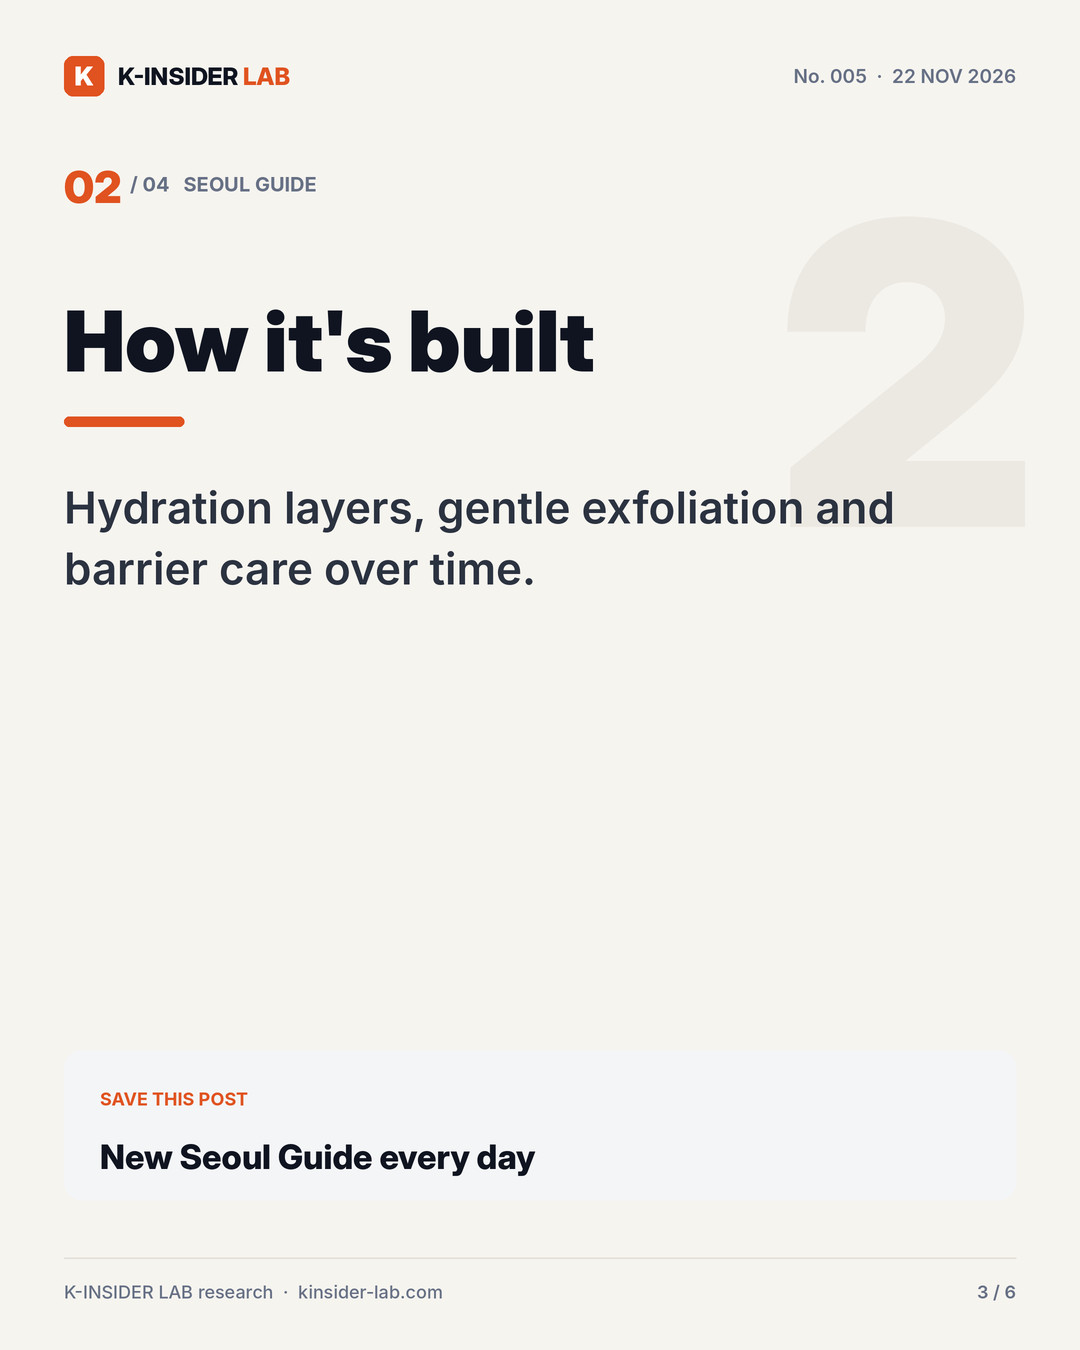 K K-INSIDER LAB
No. 005 · 22 NOV 2026
02 / 04 SEOUL GUIDE
2
How it's built
Hydration layers, gentle exfoliation and
barrier care over time.
SAVE THIS POST
New Seoul Guide every day
K-INSIDER LAB research · kinsider-lab.com
3 / 6